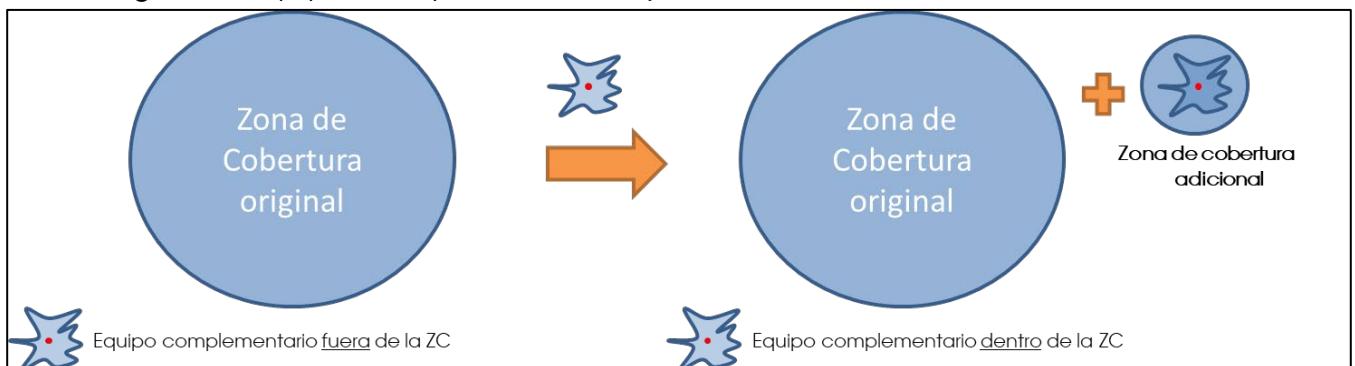 Zona de
Cobertura
original
Zona de
Cobertura
original
Zona de cobertura
adicional
Equipo complementario fuera de la ZC
Equipo complementario dentro de la ZC